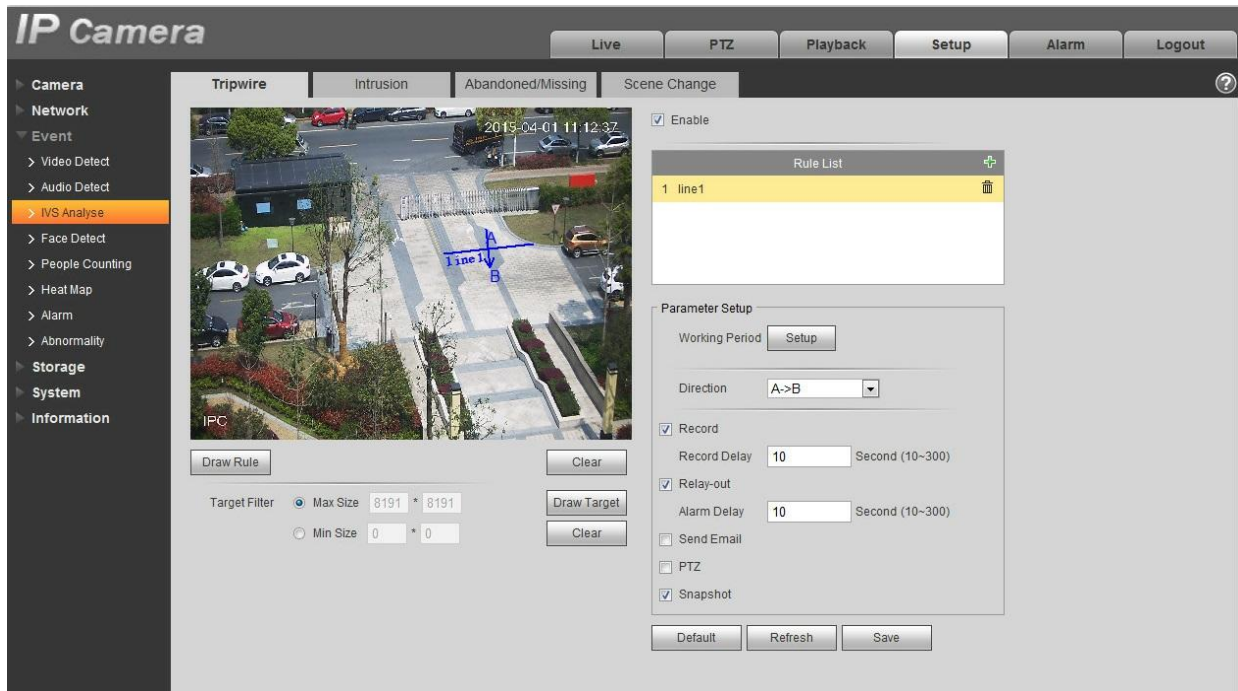 IP Camera
Live PTZ Playback Setup Alarm Logout
Camera
Network
Event
Video Detect
Audio Detect
IVS Analyse
Face Detect
People Counting
Heat Map
Alarm
Abnormality
Storage
System
Information
Tripwire Intrusion Abandoned/Missing Scene Change ?
2015-04-01 11:12:37
A
line1
B
IPC
Draw Rule Clear
Target Filter Max Size 8191 * 8191 Draw Target
Min Size 0 * 0 Clear
Enable
Rule List
1 line1
Parameter Setup
Working Period Setup
Direction A->B
Record
Record Delay 10 Second (10~300)
Relay-out
Alarm Delay 10 Second (10~300)
Send Email
PTZ
Snapshot
Default Refresh Save